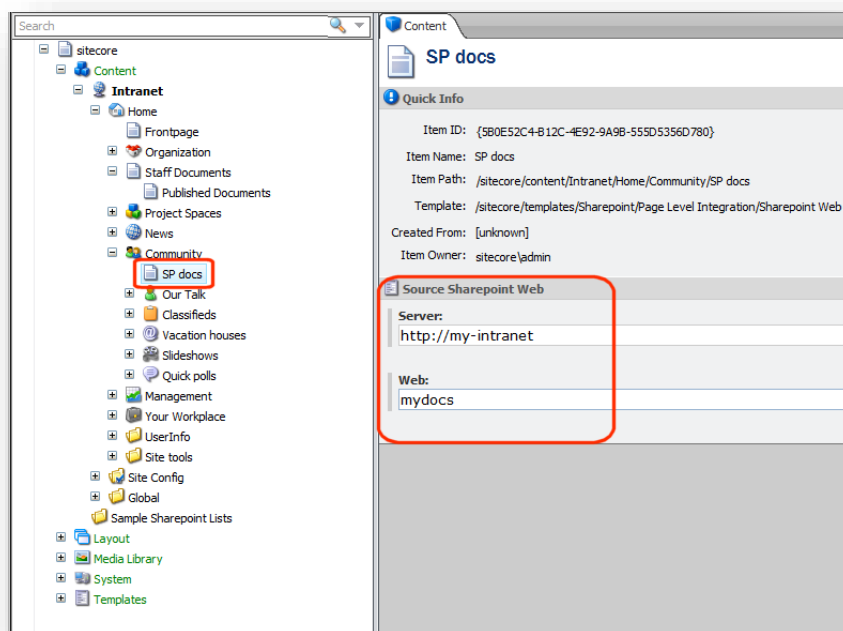 Search
sitecore
Content
Intranet
Home
Frontpage
Organization
Staff Documents
Published Documents
Project Spaces
News
Community
SP docs
Our Talk
Classifieds
Vacation houses
Slideshows
Quick polls
Management
Your Workplace
UserInfo
Site tools
Site Config
Global
Sample Sharepoint Lists
Layout
Media Library
System
Templates
Content
SP docs
Quick Info
Item ID: {5B0E52C4-B12C-4E92-9A9B-555D5356D780}
Item Name: SP docs
Item Path: /sitecore/content/Intranet/Home/Community/SP docs
Template: /sitecore/templates/Sharepoint/Page Level Integration/Sharepoint Web
Created From: [unknown]
Item Owner: sitecore\admin
Source Sharepoint Web
Server:
http://my-intranet
Web:
mydocs